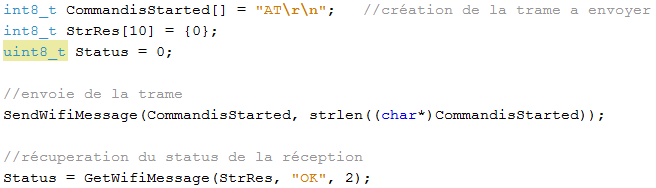 int8_t CommandisStarted[] = "AT\r\n";   //création de la trame a envoyer
int8_t StrRes[10] = {0};
uint8_t Status = 0;
//envoie de la trame
SendWifiMessage(CommandisStarted, strlen((char*)CommandisStarted));
//récuperation du status de la réception
Status = GetWifiMessage(StrRes, "OK", 2);